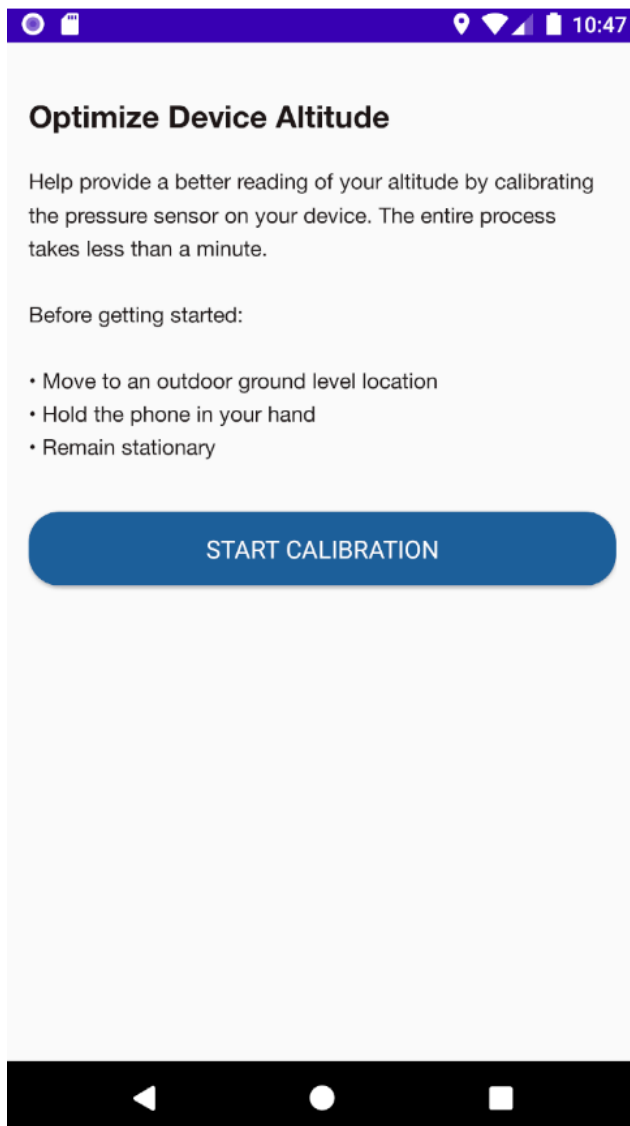 10:47
Optimize Device Altitude
Help provide a better reading of your altitude by calibrating
the pressure sensor on your device. The entire process
takes less than a minute.
Before getting started:
• Move to an outdoor ground level location
• Hold the phone in your hand
• Remain stationary
START CALIBRATION